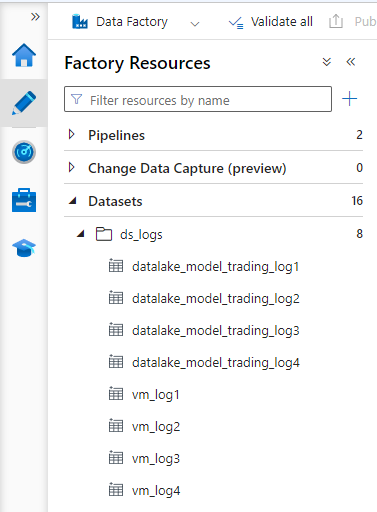 Data Factory
Validate all
Factory Resources
Filter resources by name
Pipelines 2
Change Data Capture (preview) 0
Datasets 16
ds_logs 8
datalake_model_trading_log1
datalake_model_trading_log2
datalake_model_trading_log3
datalake_model_trading_log4
vm_log1
vm_log2
vm_log3
vm_log4